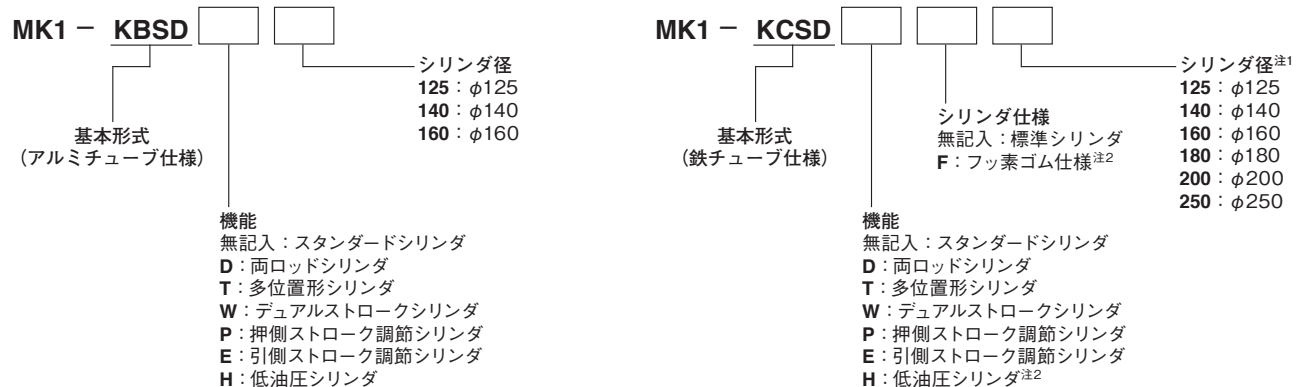 MK1－ KBSD
シリンダ径
125：φ125
140：φ140
160：φ160
基本形式
（アルミチューブ仕様）
機能
無記入：スタンダードシリンダ
D：両ロッドシリンダ
T：多位置形シリンダ
W：デュアルストロークシリンダ
P：押側ストローク調節シリンダ
E：引側ストローク調節シリンダ
H：低油圧シリンダ
MK1－ KCSD
シリンダ径注1
125：φ125
140：φ140
160：φ160
180：φ180
200：φ200
250：φ250
シリンダ仕様
無記入：標準シリンダ
F：フッ素ゴム仕様注2
基本形式
（鉄チューブ仕様）
機能
無記入：スタンダードシリンダ
D：両ロッドシリンダ
T：多位置形シリンダ
W：デュアルストロークシリンダ
P：押側ストローク調節シリンダ
E：引側ストローク調節シリンダ
H：低油圧シリンダ注2